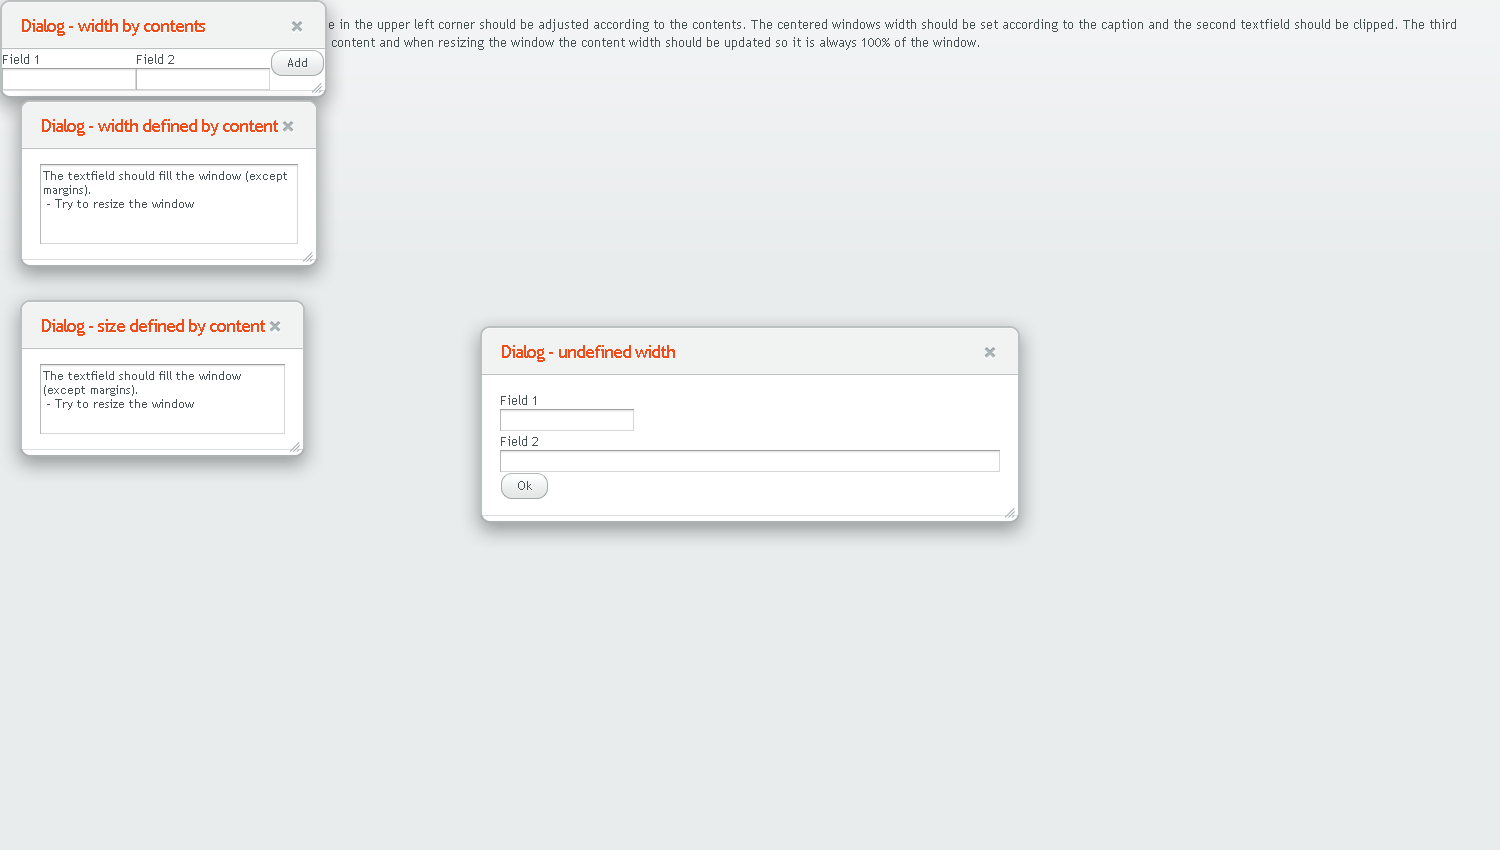 e in the upper left corner should be adjusted according to the contents. The centered windows width should be set according to the caption and the second textfield should be clipped. The third
content and when resizing the window the content width should be updated so it is always 100% of the window.
Dialog - width by contents
Field 1 Field 2 Add
Dialog - width defined by content
The textfield should fill the window (except
margins).
- Try to resize the window
Dialog - size defined by content
The textfield should fill the window
(except margins).
- Try to resize the window
Dialog - undefined width
Field 1
Field 2
Ok